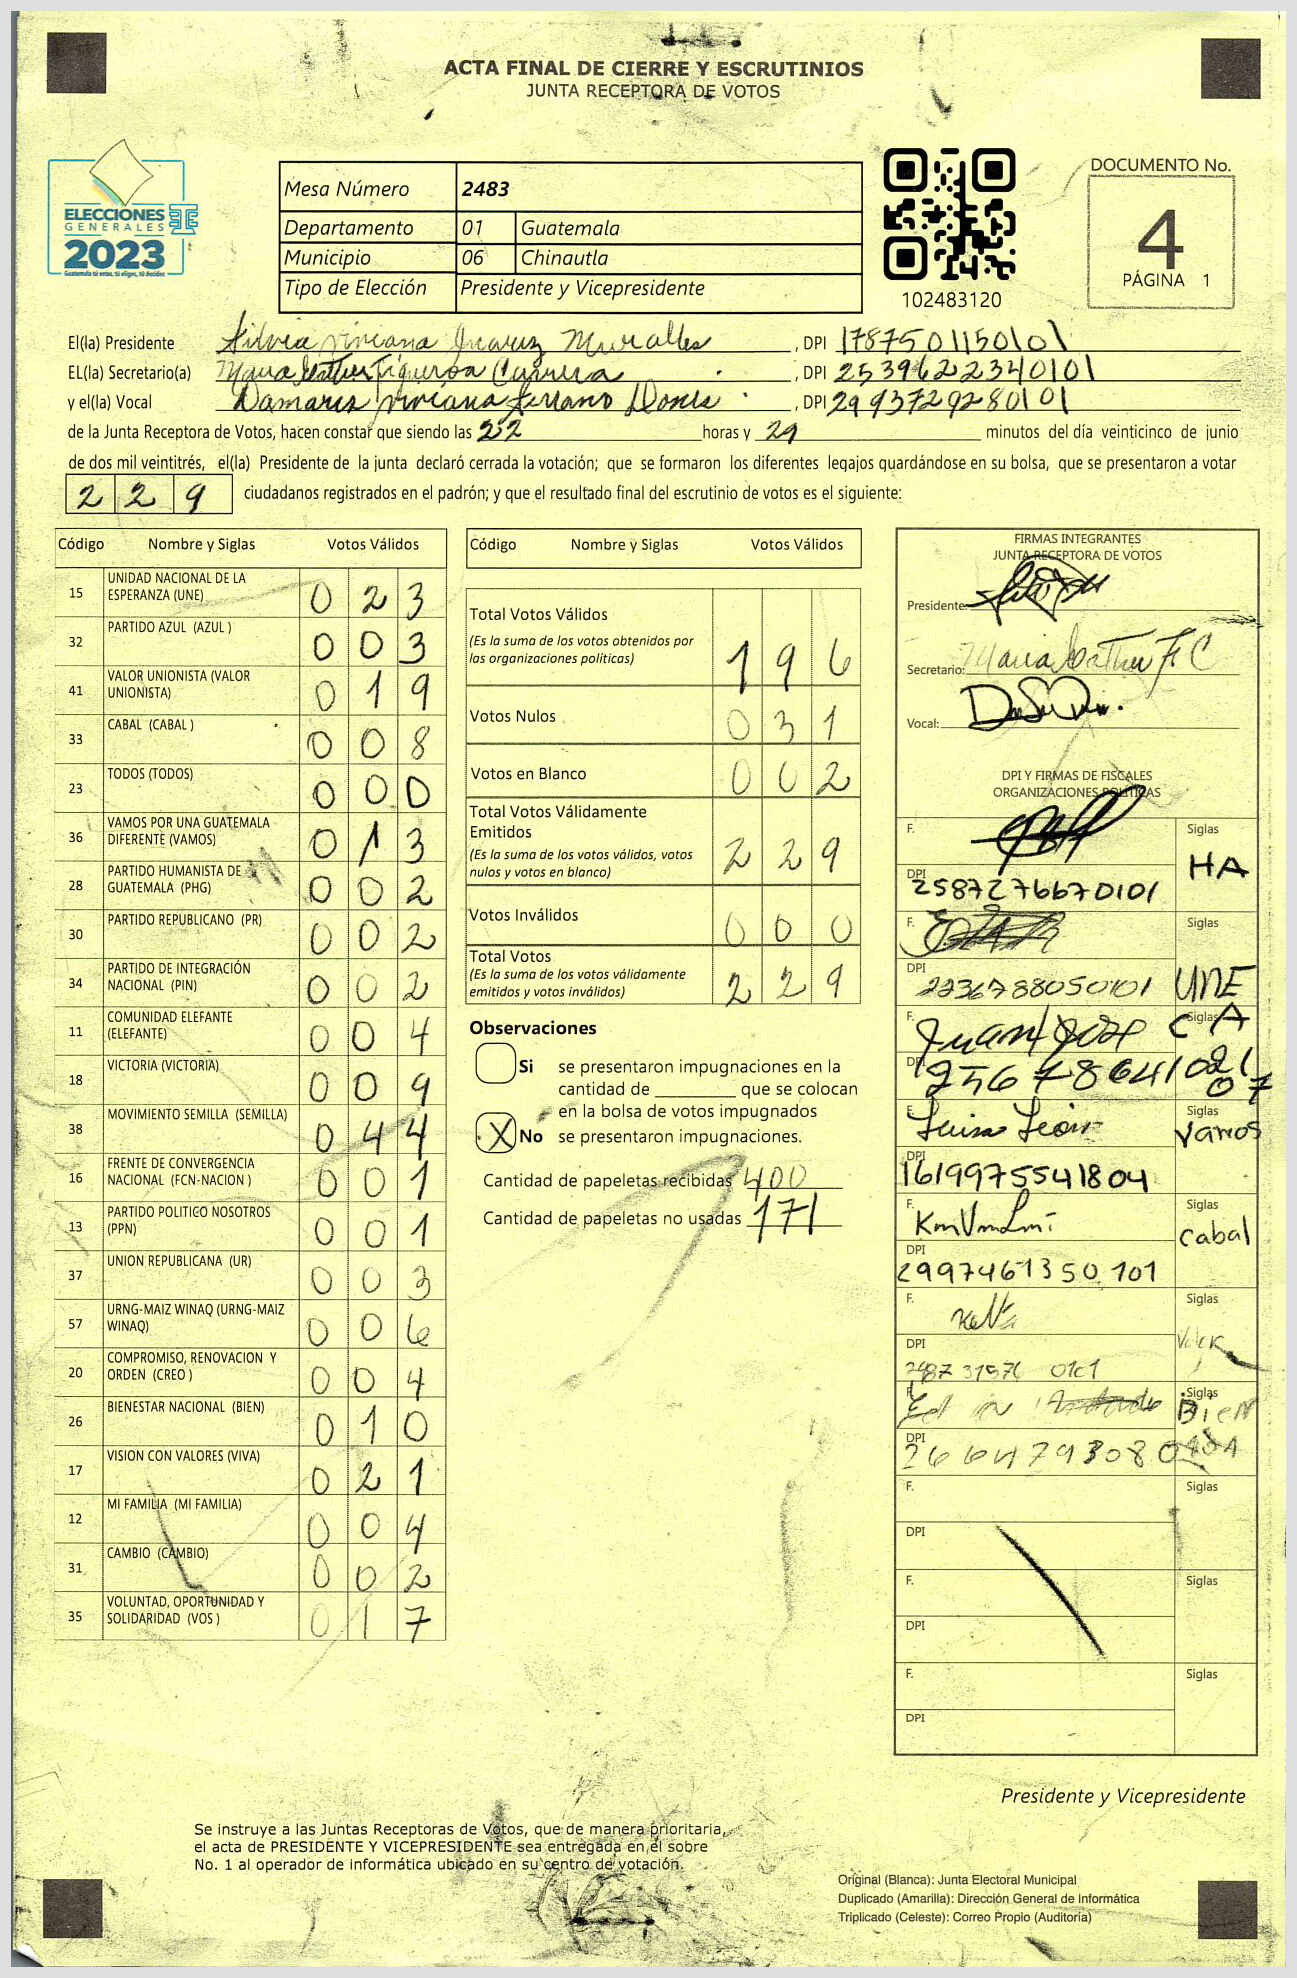 ACTA FINAL DE CIERRE Y ESCRUTINIOS
JUNTA RECEPTORA DE VOTOS
ELECCIONES
GENERALES
2023
Guatemala tú eres, tú eliges, tú decides
Mesa Número 2483
Departamento 01 Guatemala
Municipio 06 Chinautla
Tipo de Elección Presidente y Vicepresidente
102483120
DOCUMENTO No.
4
PÁGINA 1
El(la) Presidente Silvia Viviana Juarez Muralles, DPI 1787501150101
EL(la) Secretario(a) Maria Esther Figueroa Carrera, DPI 2539622340101
y el(la) Vocal Damaris Viviana Serrano Donis, DPI 2993729280101
de la Junta Receptora de Votos, hacen constar que siendo las 22 horas y 29 minutos del día veinticinco de junio
de dos mil veintitrés, el(la) Presidente de la junta declaró cerrada la votación; que se formaron los diferentes legajos quardándose en su bolsa, que se presentaron a votar
229 ciudadanos registrados en el padrón; y que el resultado final del escrutinio de votos es el siguiente:
Código Nombre y Siglas Votos Válidos
15 UNIDAD NACIONAL DE LA ESPERANZA (UNE) 023
32 PARTIDO AZUL (AZUL ) 003
41 VALOR UNIONISTA (VALOR UNIONISTA) 019
33 CABAL (CABAL ) 008
23 TODOS (TODOS) 000
36 VAMOS POR UNA GUATEMALA DIFERENTE (VAMOS) 013
28 PARTIDO HUMANISTA DE GUATEMALA (PHG) 002
30 PARTIDO REPUBLICANO (PR) 002
34 PARTIDO DE INTEGRACIÓN NACIONAL (PIN) 002
11 COMUNIDAD ELEFANTE (ELEFANTE) 004
18 VICTORIA (VICTORIA) 009
38 MOVIMIENTO SEMILLA (SEMILLA) 044
16 FRENTE DE CONVERGENCIA NACIONAL (FCN-NACION ) 001
13 PARTIDO POLITICO NOSOTROS (PPN) 001
37 UNION REPUBLICANA (UR) 003
57 URNG-MAIZ WINAQ (URNG-MAIZ WINAQ) 006
20 COMPROMISO, RENOVACION Y ORDEN (CREO ) 004
26 BIENESTAR NACIONAL (BIEN) 010
17 VISION CON VALORES (VIVA) 021
12 MI FAMILIA (MI FAMILIA) 004
31 CAMBIO (CAMBIO) 002
35 VOLUNTAD, OPORTUNIDAD Y SOLIDARIDAD (VOS ) 017
Código Nombre y Siglas Votos Válidos
Total Votos Válidos 196
(Es la suma de los votos obtenidos por
las organizaciones políticas)
Votos Nulos 031
Votos en Blanco 002
Total Votos Válidamente
Emitidos 229
(Es la suma de los votos válidos, votos
nulos y votos en blanco)
Votos Inválidos 000
Total Votos 229
(Es la suma de los votos válidamente
emitidos y votos inválidos)
Observaciones
Si se presentaron impugnaciones en la
cantidad de ________ que se colocan
en la bolsa de votos impugnados
X No se presentaron impugnaciones.
Cantidad de papeletas recibidas 400
Cantidad de papeletas no usadas 171
FIRMAS INTEGRANTES
JUNTA RECEPTORA DE VOTOS
Presidente:
Secretario: Maria Esther F. C
Vocal:
DPI Y FIRMAS DE FISCALES
ORGANIZACIONES POLITICAS
F. Siglas HA
DPI 2587276670101
F. Siglas UNE
DPI 2236788050101
F. Juan José Siglas CA
DPI
F. Luisa León Siglas Vamos
DPI 1619975541804
F. Siglas Cabal
DPI 2997461350101
F. Siglas
DPI
F. Siglas Bien
DPI
F. Siglas
DPI
F. Siglas
DPI
F. Siglas
DPI
Presidente y Vicepresidente
Se instruye a las Juntas Receptoras de Votos, que de manera prioritaria,
el acta de PRESIDENTE Y VICEPRESIDENTE sea entregada en el sobre
No. 1 al operador de informática ubicado en su centro de votación.
Original (Blanca): Junta Electoral Municipal
Duplicado (Amarilla): Dirección General de Informática
Triplicado (Celeste): Correo Propio (Auditoría)